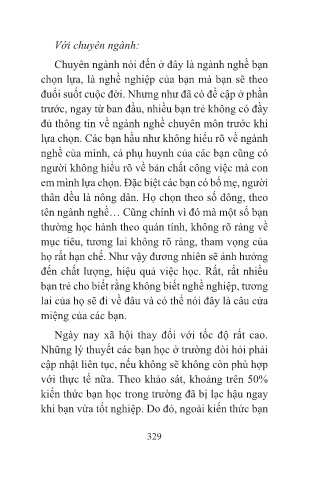 Với chuyên ngành:
Chuyên ngành nói đến ở đây là ngành nghề bạn
chọn lựa, là nghề nghiệp của bạn mà bạn sẽ theo
đuổi suốt cuộc đời. Nhưng như đã có đề cập ở phần
trước, ngay từ ban đầu, nhiều bạn trẻ không có đầy
đủ thông tin về ngành nghề chuyên môn trước khi
lựa chọn. Các bạn hầu như không hiểu rõ về ngành
nghề của mình, cả phụ huynh của các bạn cũng có
người không hiểu rõ về bản chất công việc mà con
em mình lựa chọn. Đặc biệt các bạn có bố mẹ, người
thân đều là nông dân. Họ chọn theo số đông, theo
tên ngành nghề… Cũng chính vì đó mà một số bạn
thường học hành theo quán tính, không rõ ràng về
mục tiêu, tương lai không rõ ràng, tham vọng của
họ rất hạn chế. Như vậy đương nhiên sẽ ảnh hưởng
đến chất lượng, hiệu quả việc học. Rất, rất nhiều
bạn trẻ cho biết rằng không biết nghề nghiệp, tương
lai của họ sẽ đi về đâu và có thể nói đây là câu cửa
miệng của các bạn.
Ngày nay xã hội thay đổi với tốc độ rất cao.
Những lý thuyết các bạn học ở trường đòi hỏi phải
cập nhật liên tục, nếu không sẽ không còn phù hợp
với thực tế nữa. Theo khảo sát, khoảng trên 50%
kiến thức bạn học trong trường đã bị lạc hậu ngay
khi bạn vừa tốt nghiệp. Do đó, ngoài kiến thức bạn
329